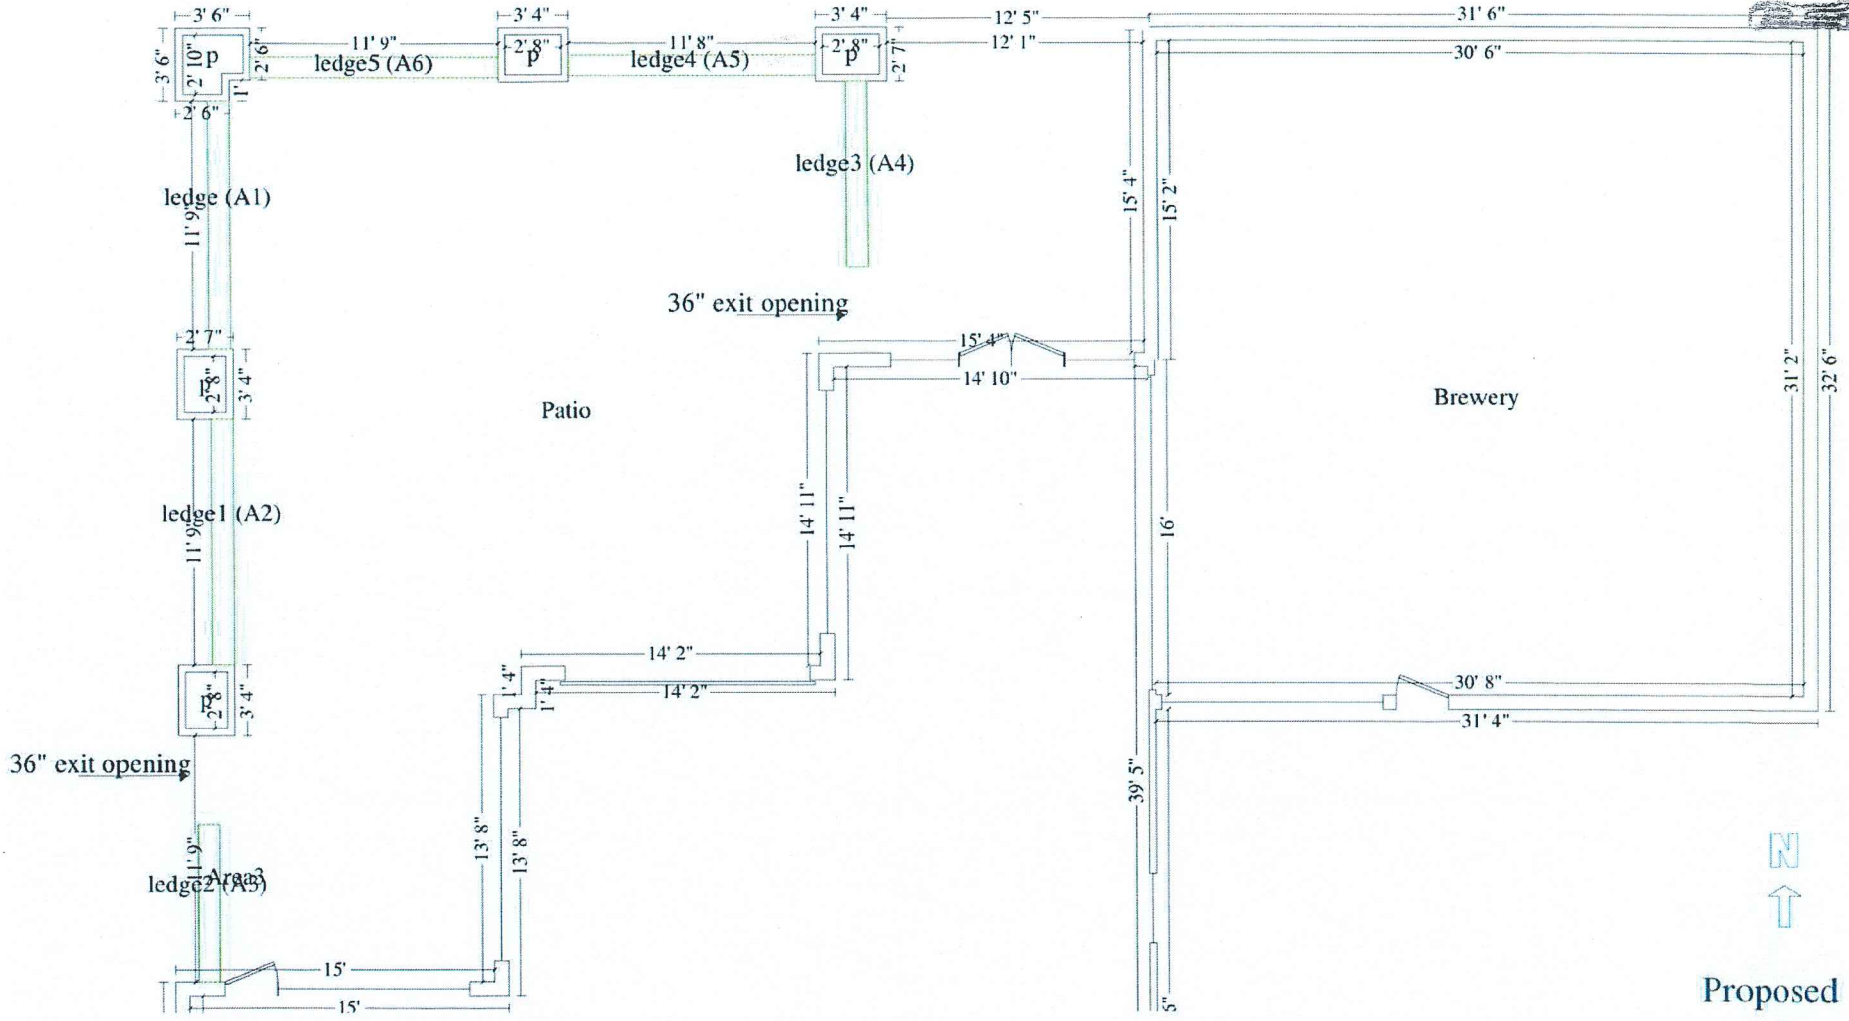 3' 6" 3' 4" 3' 4" 12' 5" 31' 6"
3' 6" 2' 10" p 2' 6" 11' 9" 2' 8" p 11' 8" 2' 8" p 2' 7" 12' 1" 30' 6"
ledge5 (A6) ledge4 (A5)
1'
2' 6"
ledge3 (A4)
ledge (A1) 15' 4" 15' 2"
11' 9"
36" exit opening
2' 7" 15' 4"
2' 8" 3' 4" 14' 10" 31' 2" 32' 6"
Patio Brewery
ledge1 (A2) 14' 11" 14' 11" 16'
11' 9"
14' 2"
1' 4" 30' 8"
p 2' 8" 3' 4" 1' 4" 14' 2"
31' 4"
36" exit opening 39' 5"
13' 8" 13' 8" N
Area3
ledge2 (A3)
15'
Proposed
15'